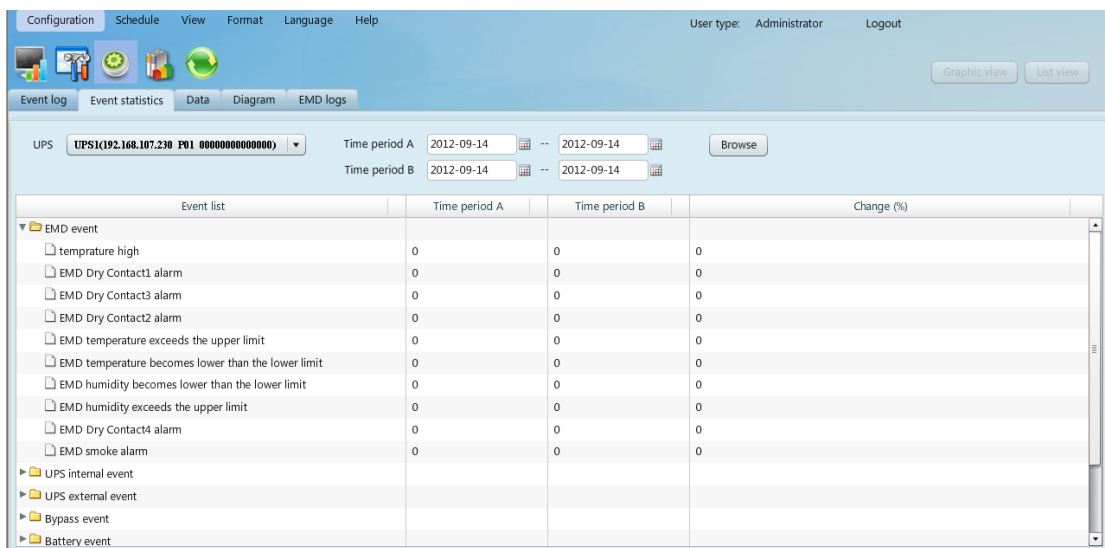 Configuration Schedule View Format Language Help User type: Administrator Logout
Graphic view List view
Event log Event statistics Data Diagram EMD logs
UPS UPS1(192.168.107.230 P01 00000000000000) Time period A 2012-09-14 -- 2012-09-14 Browse
Time period B 2012-09-14 -- 2012-09-14
Event list Time period A Time period B Change (%)
EMD event
temprature high 0 0 0
EMD Dry Contact1 alarm 0 0 0
EMD Dry Contact3 alarm 0 0 0
EMD Dry Contact2 alarm 0 0 0
EMD temperature exceeds the upper limit 0 0 0
EMD temperature becomes lower than the lower limit 0 0 0
EMD humidity becomes lower than the lower limit 0 0 0
EMD humidity exceeds the upper limit 0 0 0
EMD Dry Contact4 alarm 0 0 0
EMD smoke alarm 0 0 0
UPS internal event
UPS external event
Bypass event
Battery event